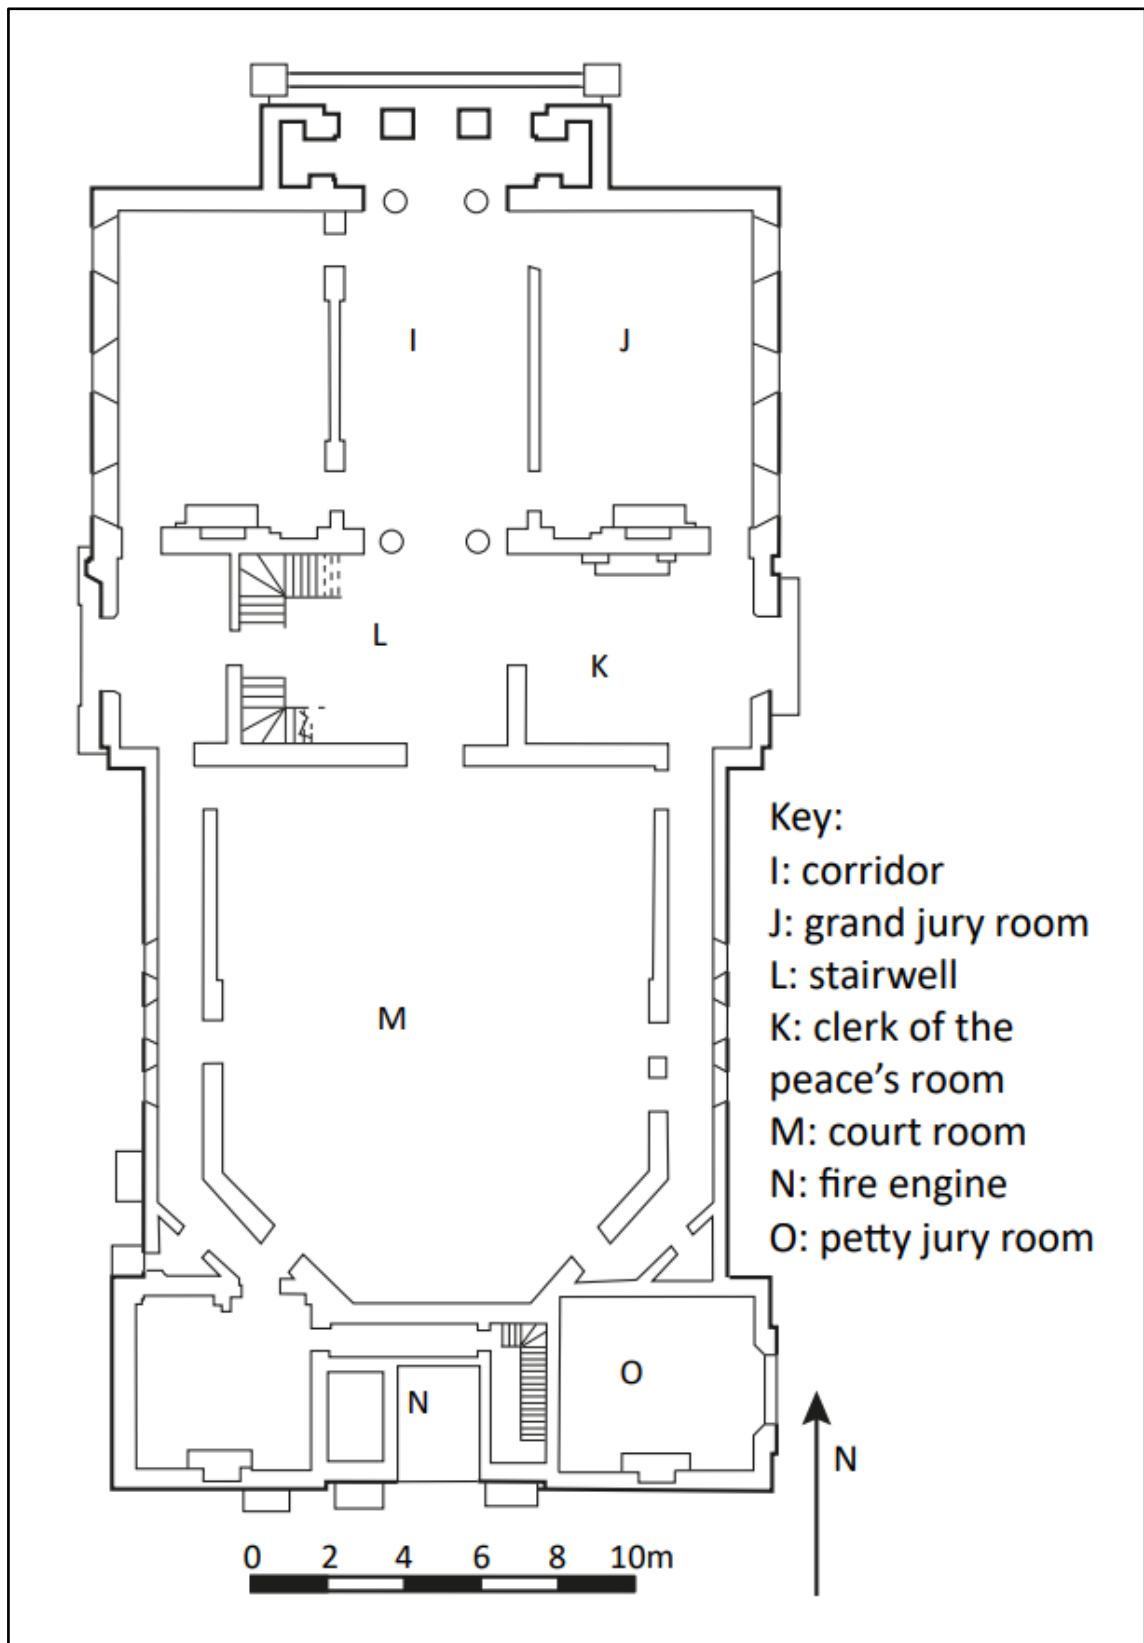 I
J
L
K
Key:
I: corridor
J: grand jury room
L: stairwell
K: clerk of the
peace's room
M: court room
N: fire engine
O: petty jury room
M
N
O
N
0 2 4 6 8 10m